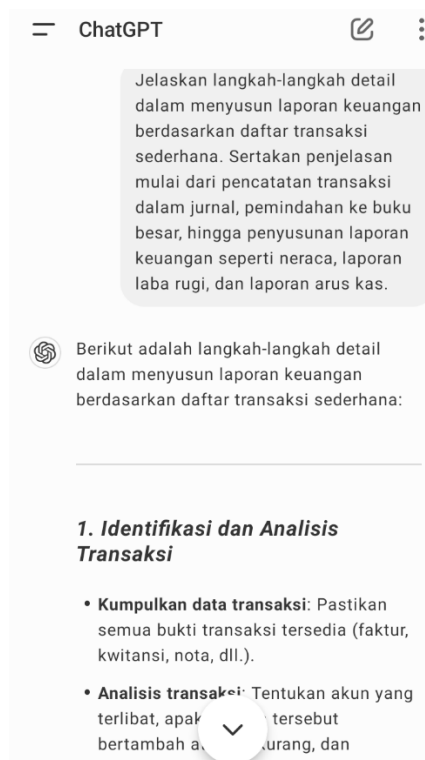 ChatGPT
Jelaskan langkah-langkah detail
dalam menyusun laporan keuangan
berdasarkan daftar transaksi
sederhana. Sertakan penjelasan
mulai dari pencatatan transaksi
dalam jurnal, pemindahan ke buku
besar, hingga penyusunan laporan
keuangan seperti neraca, laporan
laba rugi, dan laporan arus kas.
Berikut adalah langkah-langkah detail
dalam menyusun laporan keuangan
berdasarkan daftar transaksi sederhana:
1. Identifikasi dan Analisis
Transaksi
• Kumpulkan data transaksi: Pastikan
semua bukti transaksi tersedia (faktur,
kwitansi, nota, dll.).
• Analisis transaksi: Tentukan akun yang
terlibat, tersebut
bertambah dan